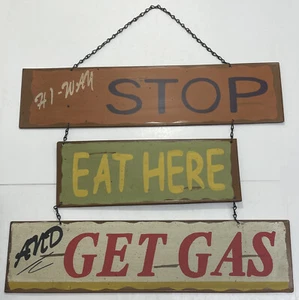 HI-WAY STOP
EAT HERE
AND GET GAS